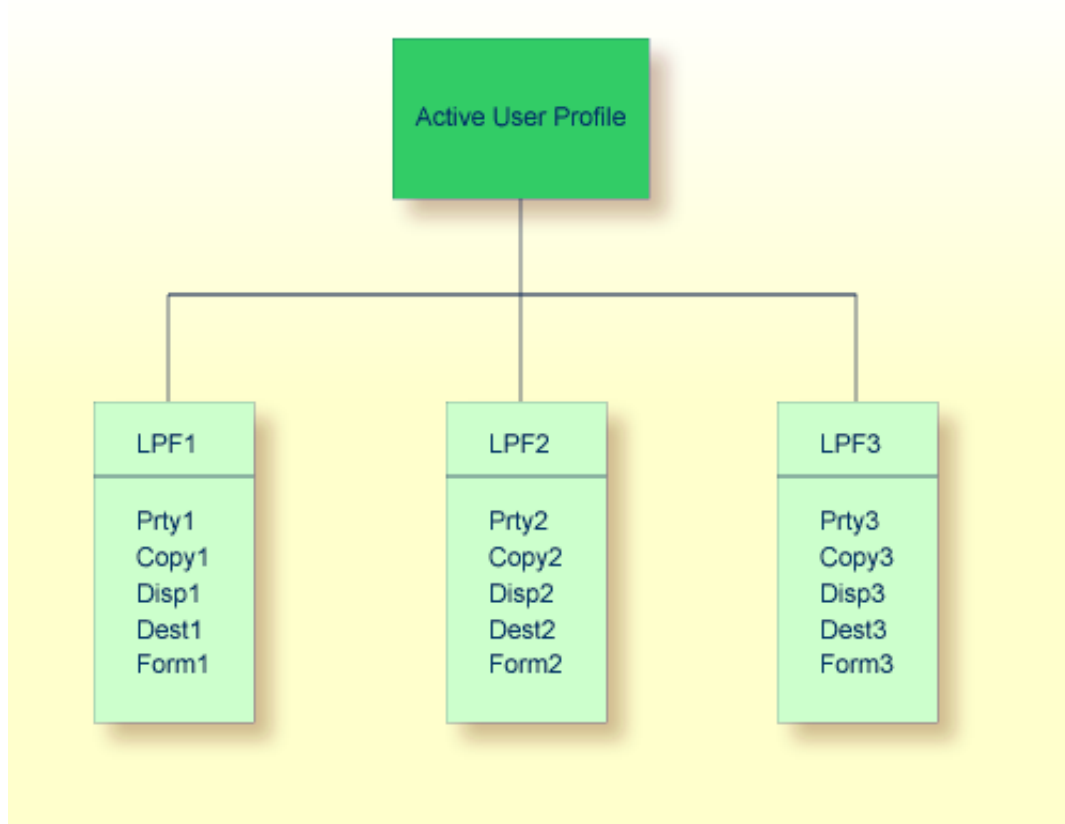 Active User Profile
LPF1
Prty1
Copy1
Disp1
Dest1
Form1
LPF2
Prty2
Copy2
Disp2
Dest2
Form2
LPF3
Prty3
Copy3
Disp3
Dest3
Form3